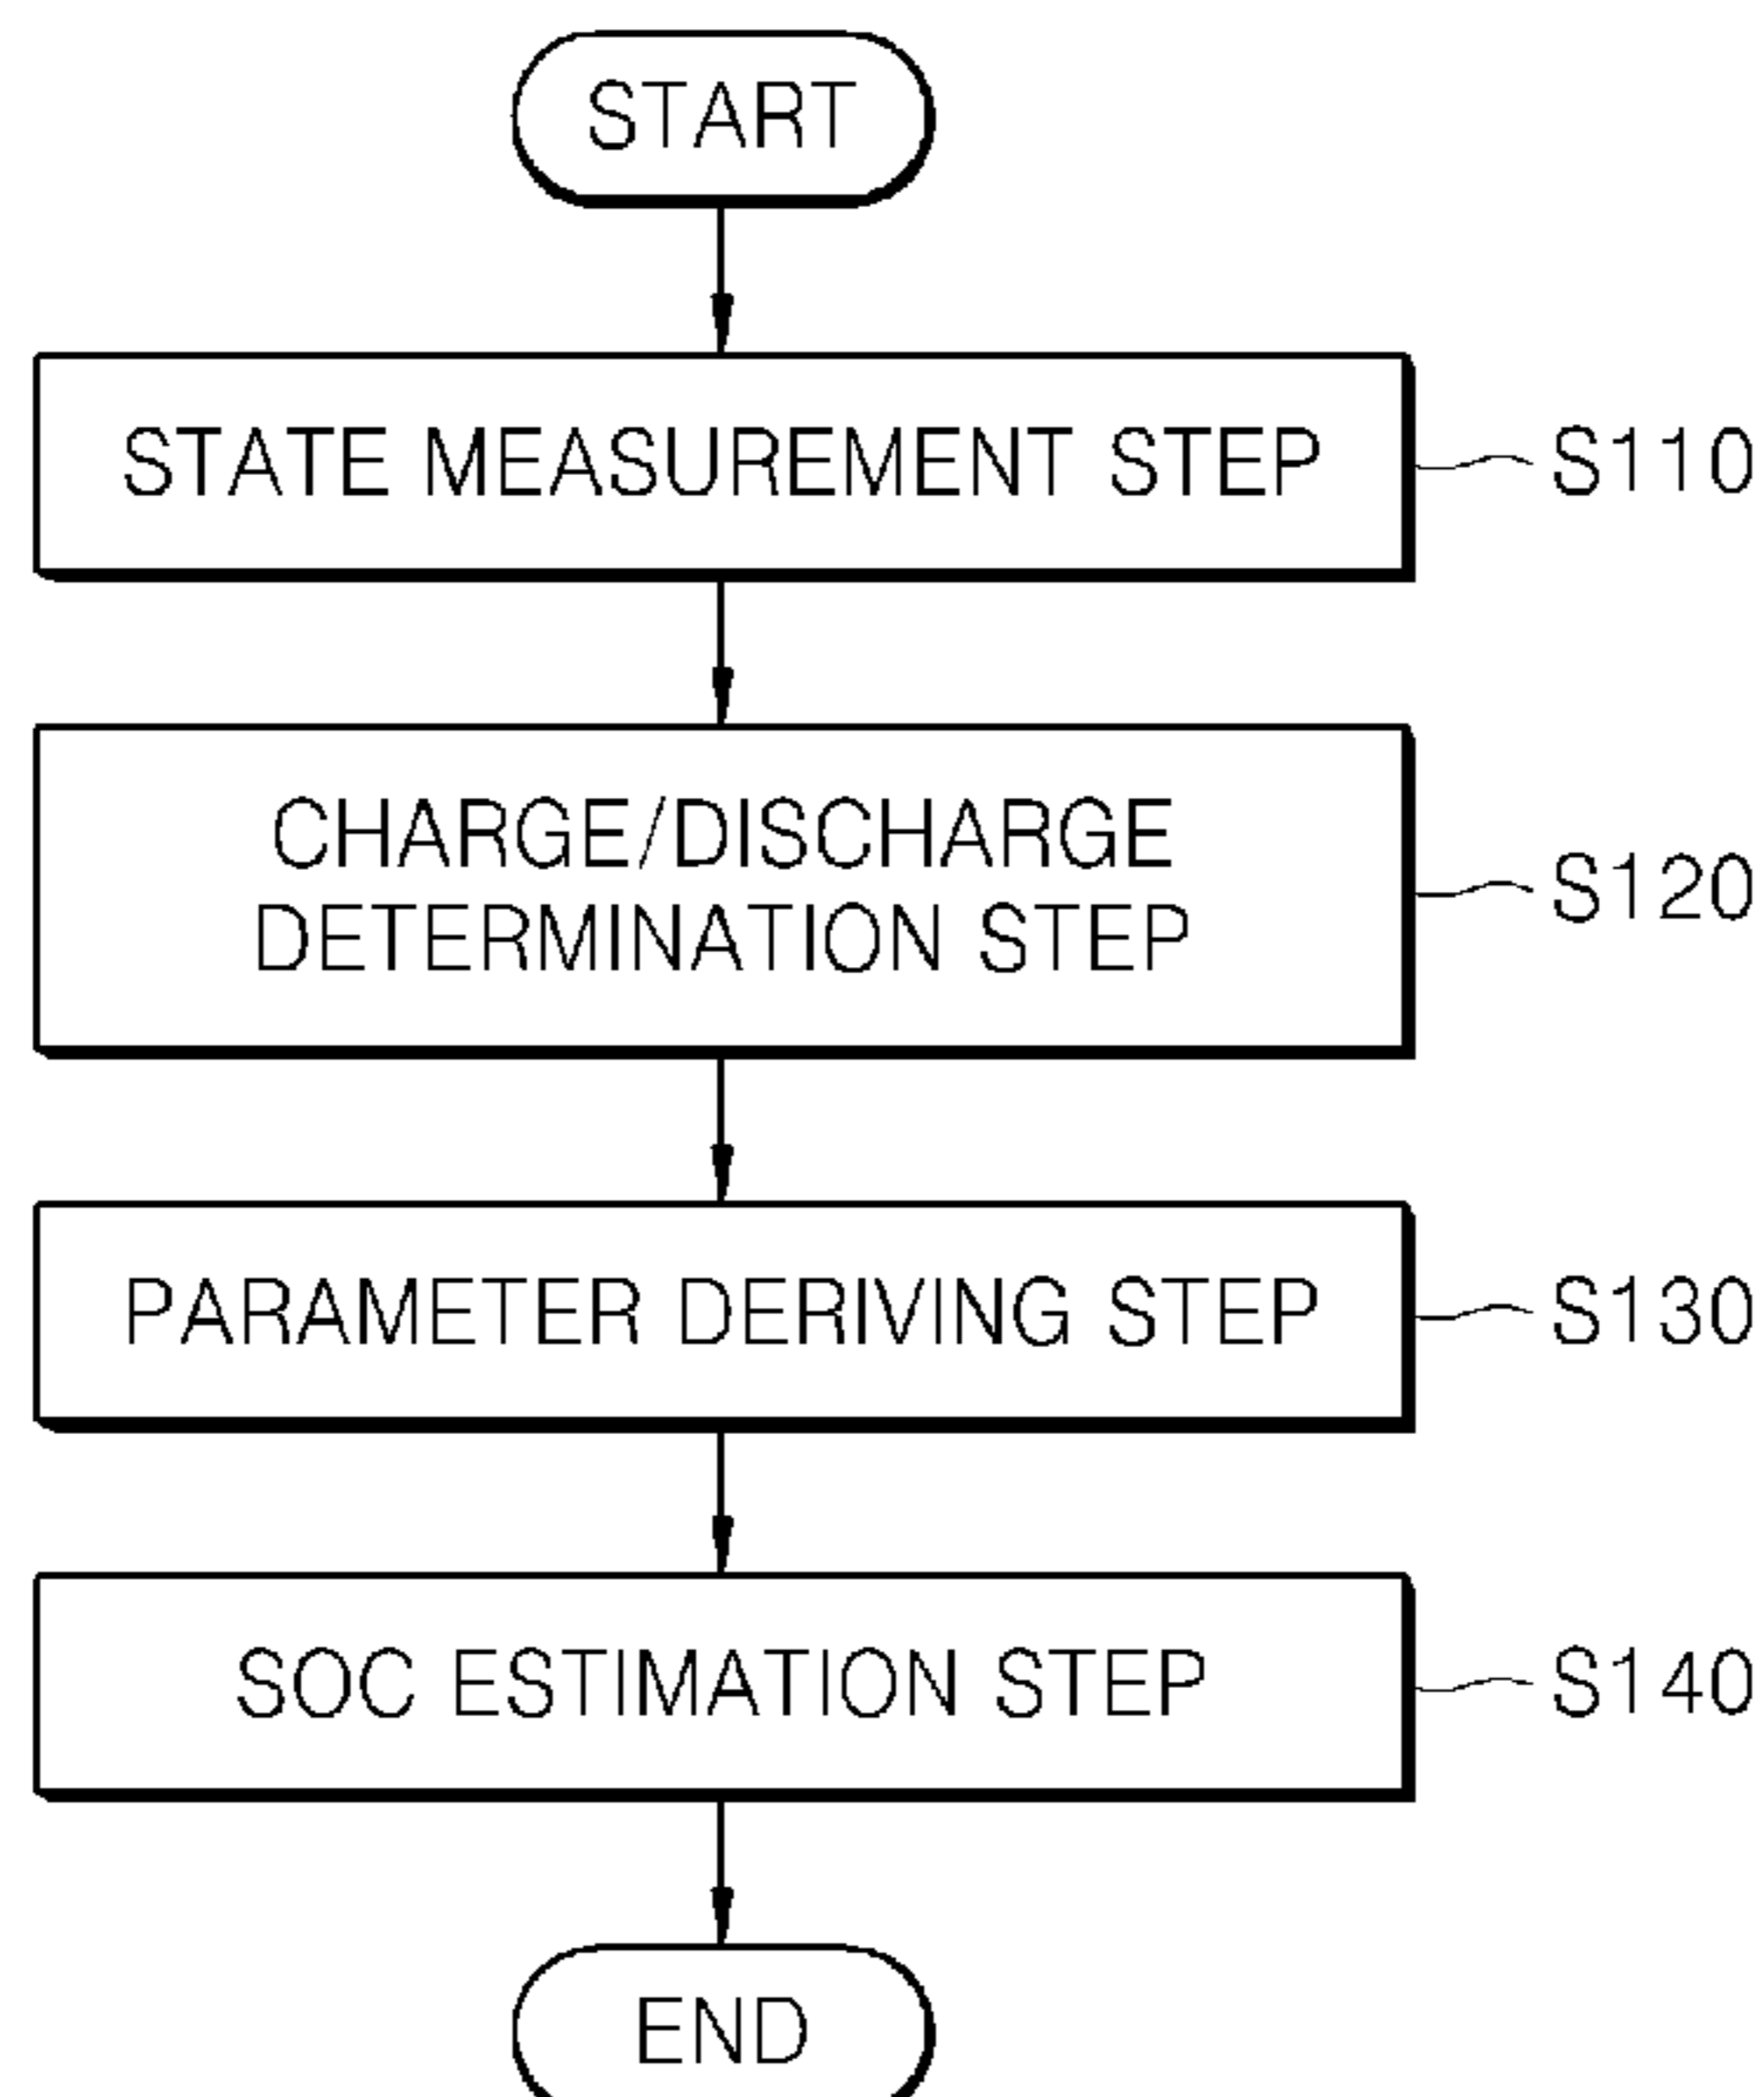 START
STATE MEASUREMENT STEP
S110
CHARGE/DISCHARGE
DETERMINATION STEP
S120
PARAMETER DERIVING STEP
S130
SOC ESTIMATION STEP
S140
END